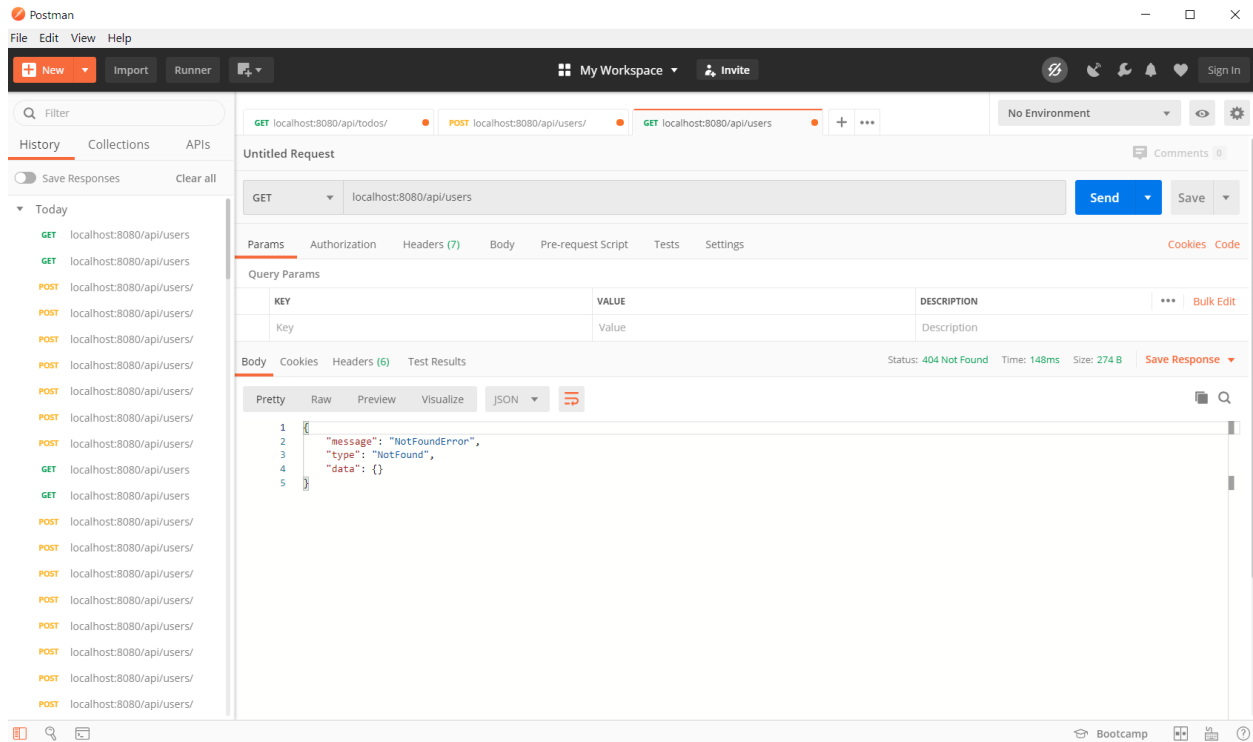 Postman
File Edit View Help
New Import Runner My Workspace Invite Sign In
Filter
History Collections APIs
Save Responses Clear all
Today
GET localhost:8080/api/users
GET localhost:8080/api/users
POST localhost:8080/api/users/
POST localhost:8080/api/users/
POST localhost:8080/api/users/
POST localhost:8080/api/users/
POST localhost:8080/api/users/
POST localhost:8080/api/users/
POST localhost:8080/api/users/
GET localhost:8080/api/users
GET localhost:8080/api/users
POST localhost:8080/api/users/
POST localhost:8080/api/users/
POST localhost:8080/api/users/
POST localhost:8080/api/users/
POST localhost:8080/api/users/
POST localhost:8080/api/users/
POST localhost:8080/api/users/
POST localhost:8080/api/users/
GET localhost:8080/api/todos/ POST localhost:8080/api/users/ GET localhost:8080/api/users No Environment
Untitled Request Comments 0
GET localhost:8080/api/users Send Save
Params Authorization Headers (7) Body Pre-request Script Tests Settings Cookies Code
Query Params
KEY VALUE DESCRIPTION Bulk Edit
Key Value Description
Body Cookies Headers (6) Test Results Status: 404 Not Found Time: 148ms Size: 274 B Save Response
Pretty Raw Preview Visualize JSON
1 {
2 "message": "NotFoundError",
3 "type": "NotFound",
4 "data": {}
5 }
Bootcamp